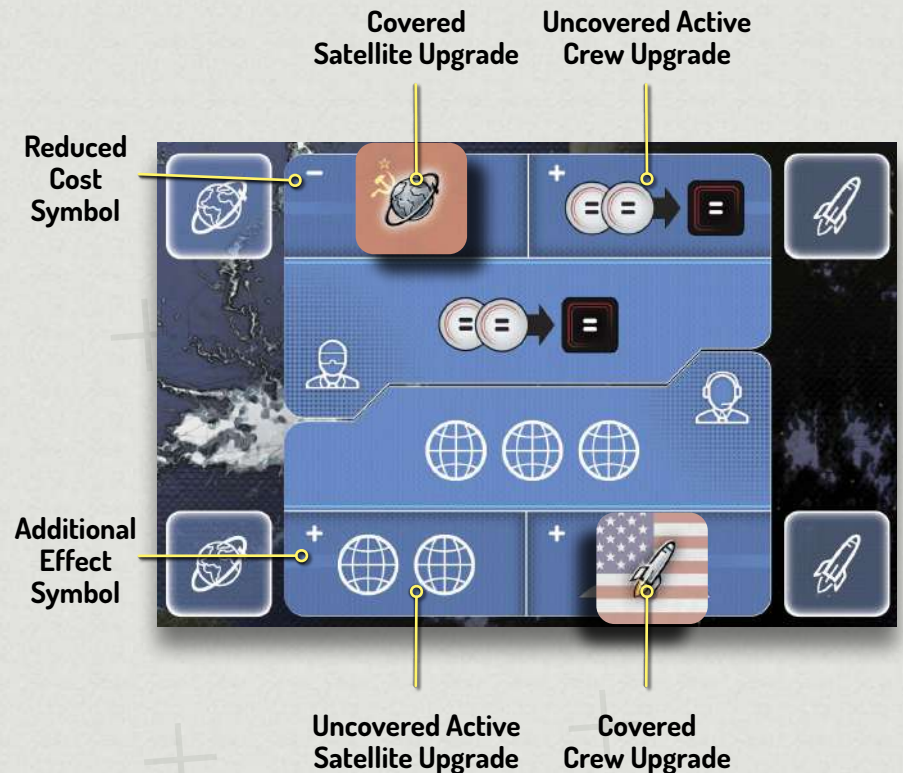 Covered
Satellite Upgrade
Uncovered Active
Crew Upgrade
Reduced
Cost
Symbol
Additional
Effect
Symbol
Uncovered Active
Satellite Upgrade
Covered
Crew Upgrade